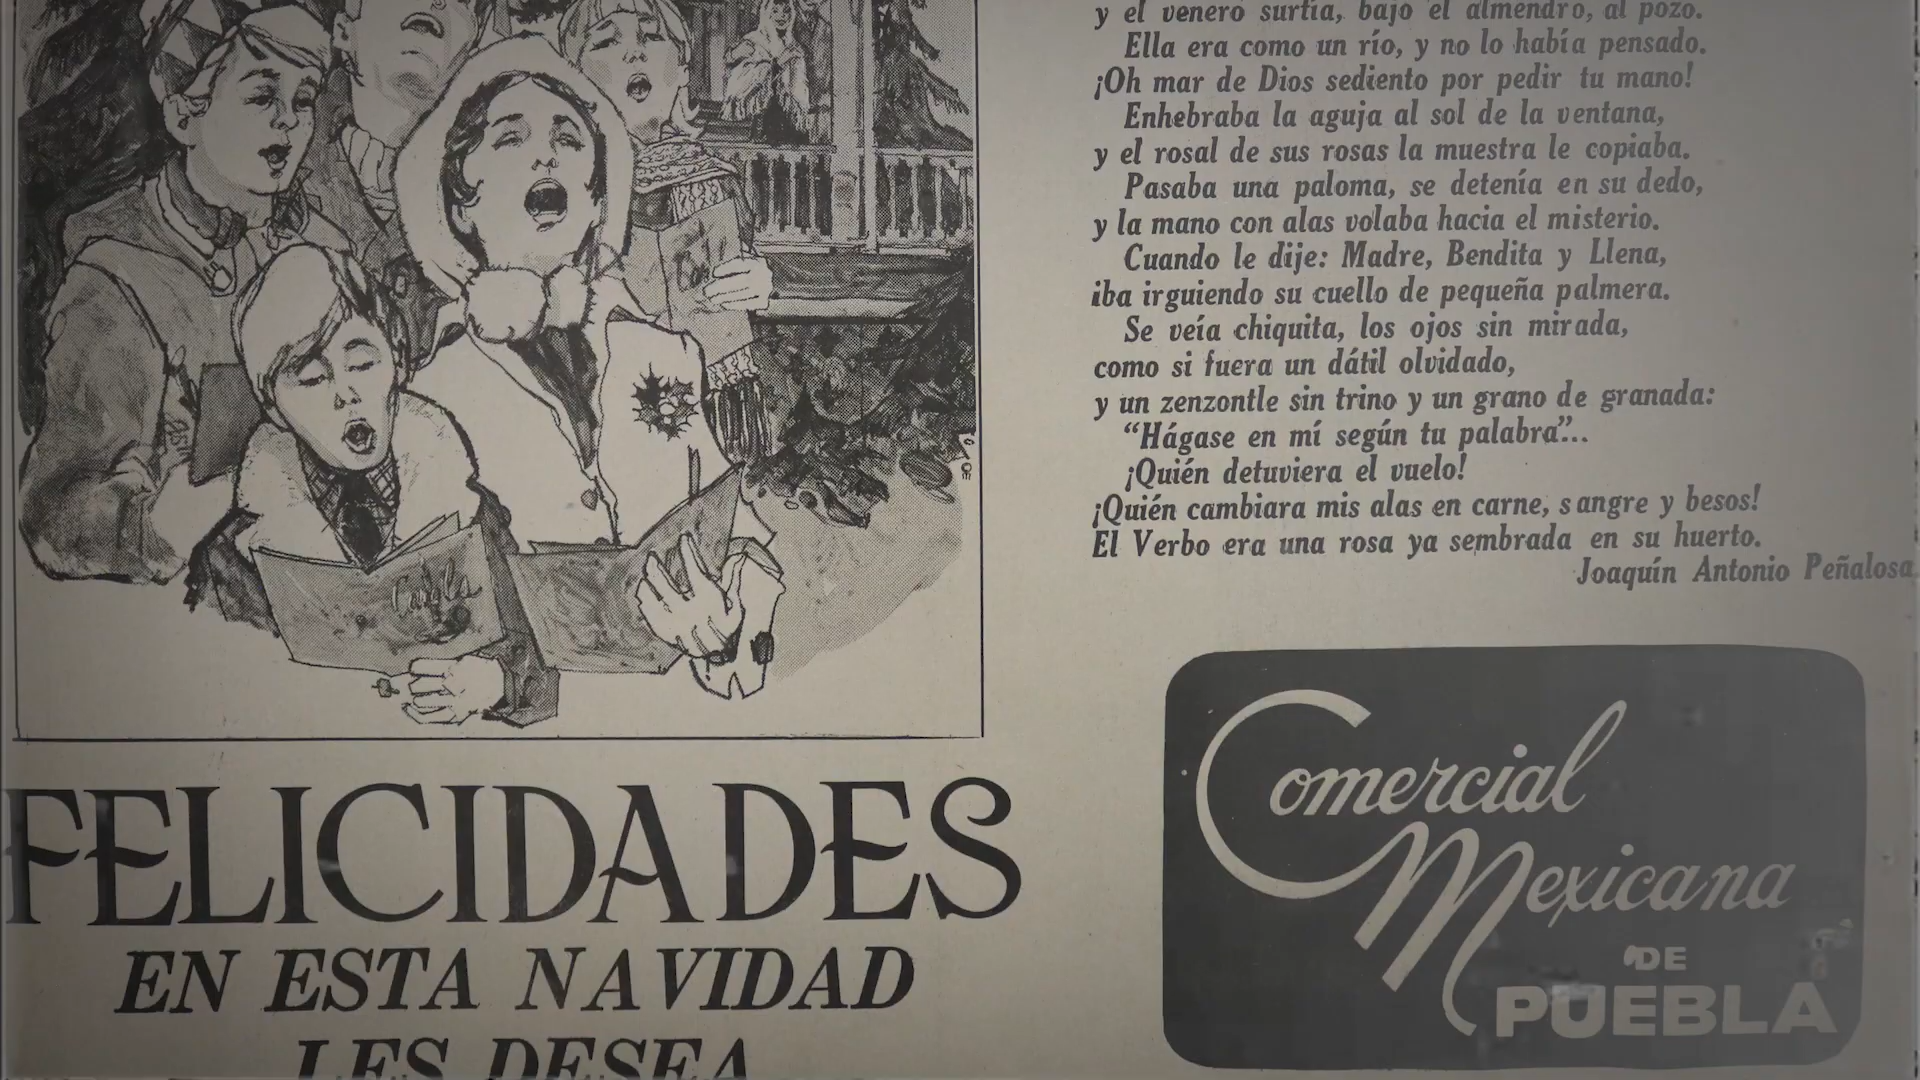 Carols
FELICIDADES
EN ESTA NAVIDAD
LES DESEA
y el venero surtía, bajo el almendro, al pozo.
Ella era como un río, y no lo había pensado.
¡Oh mar de Dios sediento por pedir tu mano!
Enhebraba la aguja al sol de la ventana,
y el rosal de sus rosas la muestra le copiaba.
Pasaba una paloma, se detenía en su dedo,
y la mano con alas volaba hacia el misterio.
Cuando le dije: Madre, Bendita y Llena,
iba irguiendo su cuello de pequeña palmera.
Se veía chiquita, los ojos sin mirada,
como si fuera un dátil olvidado,
y un zenzontle sin trino y un grano de granada:
“Hágase en mí según tu palabra”...
¡Quién detuviera el vuelo!
¡Quién cambiara mis alas en carne, sangre y besos!
El Verbo era una rosa ya sembrada en su huerto.
Joaquín Antonio Peñalosa
Comercial
Mexicana
DE
PUEBLA